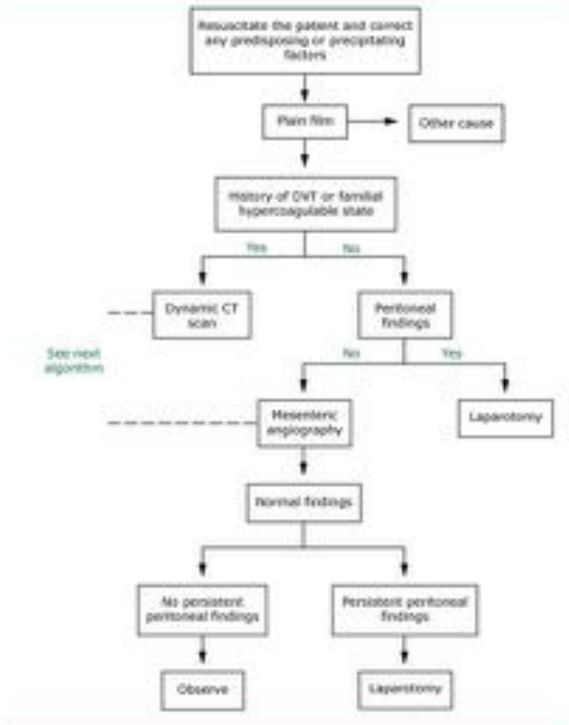 Resuscitate the patient and correct
any predisposing or precipitating
factors
Plain film
Other cause
History of DVT or familial
hypercoagulable state
Yes
No
Dynamic CT
scan
Peritoneal
findings
See next
algorithm
No
Yes
Mesenteric
angiography
Laparotomy
Normal findings
No persistent
peritoneal findings
Persistent peritoneal
findings
Observe
Laparotomy